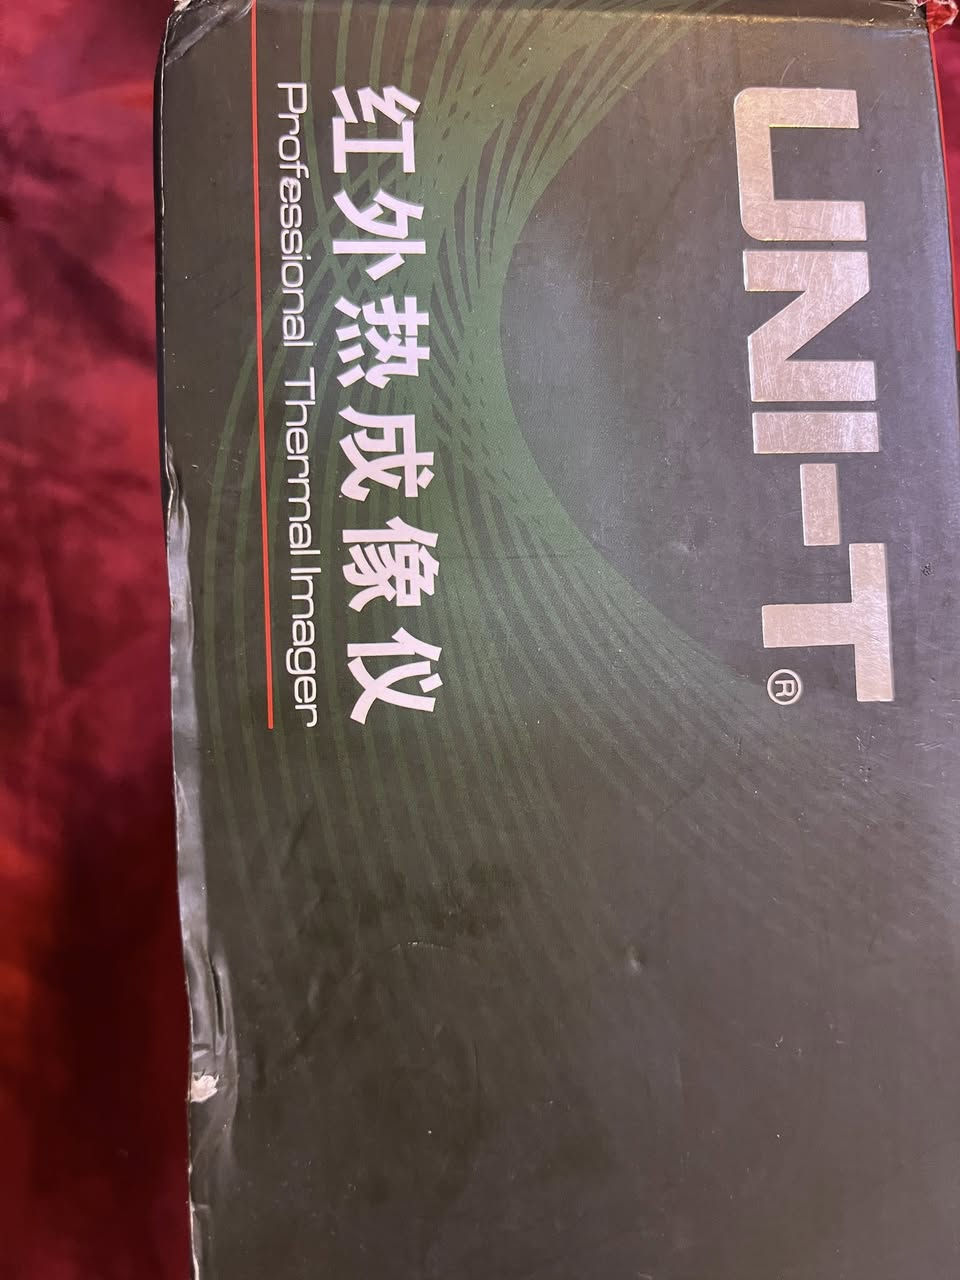 UNI-T®
红外热成像仪
Professional Thermal Imager